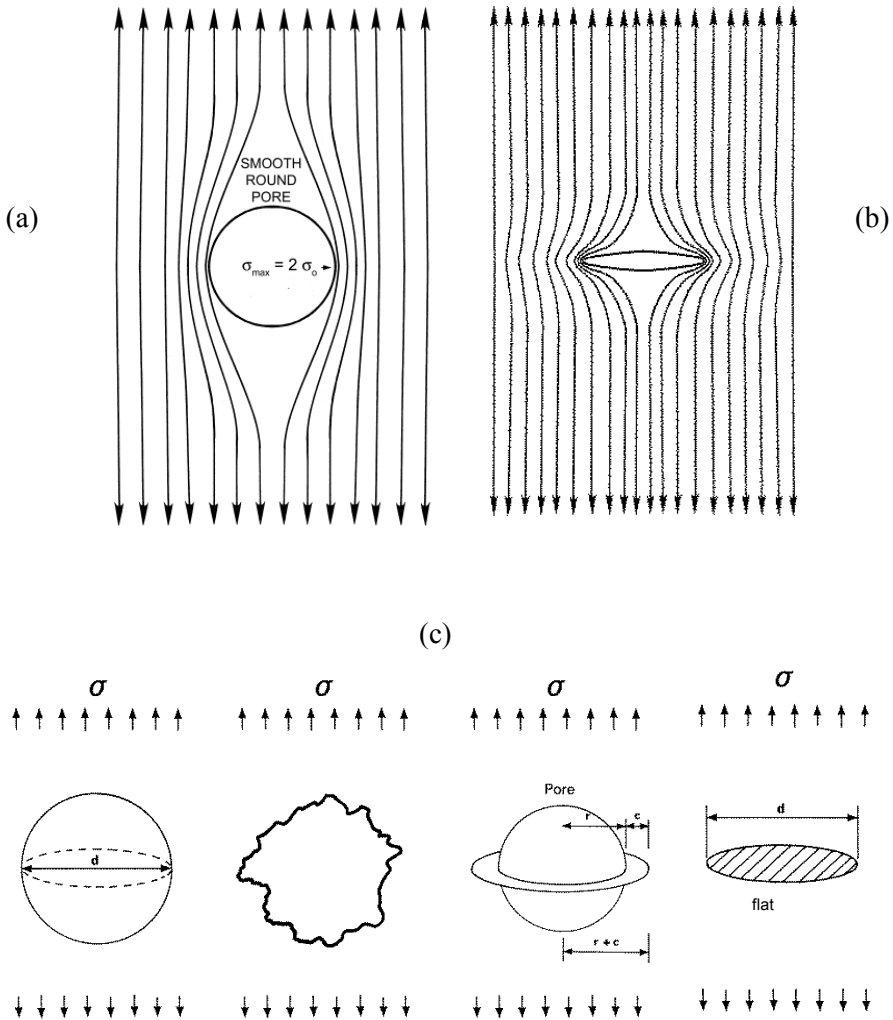 (a)
SMOOTH
ROUND
PORE
σmax = 2 σo
(b)
(c)
σ
σ
σ
σ
d
Pore
r
c
r + c
d
flat